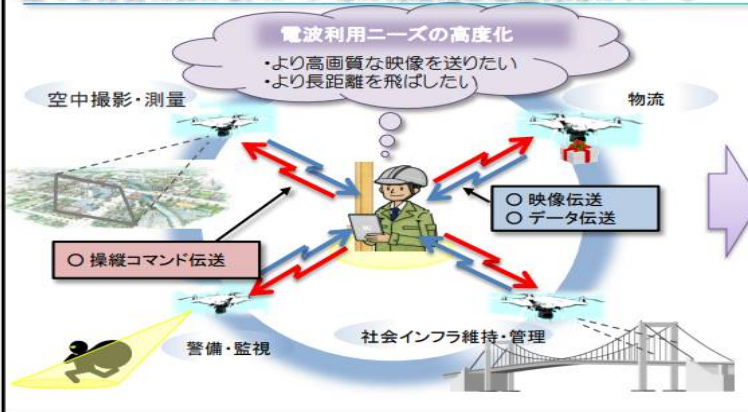 電波利用ニーズの高度化
・より高画質な映像を送りたい
・より長距離を飛ばしたい
空中撮影・測量
物流
○ 映像伝送
○ データ伝送
○ 操縦コマンド伝送
警備・監視
社会インフラ維持・管理